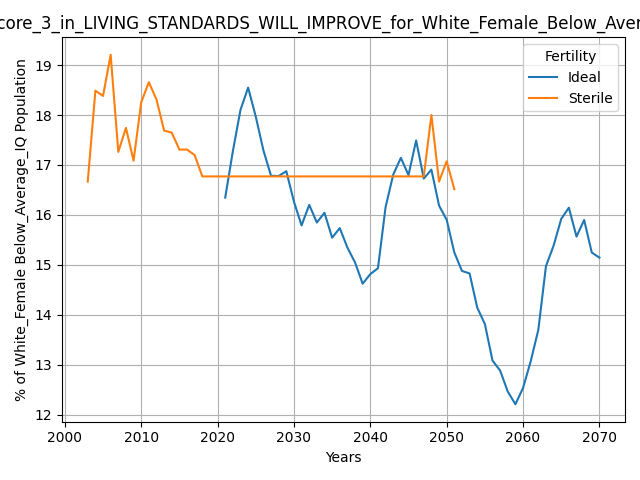 core_3_in_LIVING_STANDARDS_WILL_IMPROVE_for_White_Female_Below_Aver
Fertility
Ideal
Sterile
% of White_Female Below_Average_IQ Population
19
18
17
16
15
14
13
12
2000
2010
2020
2030
2040
2050
2060
2070
Years